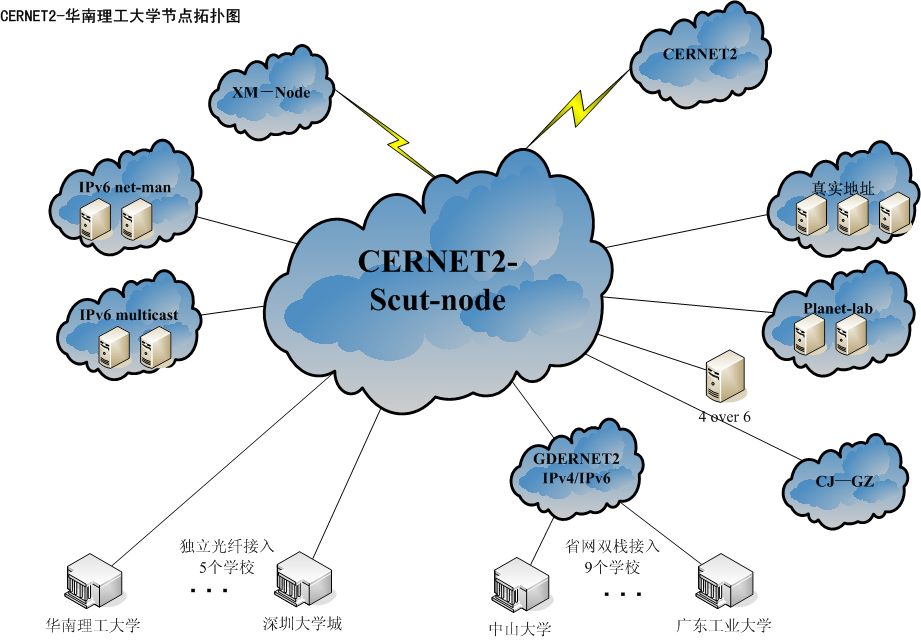 CERNET2-华南理工大学节点拓扑图
XM－Node
CERNET2
IPv6 net-man
真实地址
CERNET2-
Scut-node
IPv6 multicast
Planet-lab
4 over 6
GDERNET2
IPv4/IPv6
CJ—GZ
独立光纤接入
5个学校
...
省网双栈接入
9个学校
...
华南理工大学
深圳大学城
中山大学
广东工业大学